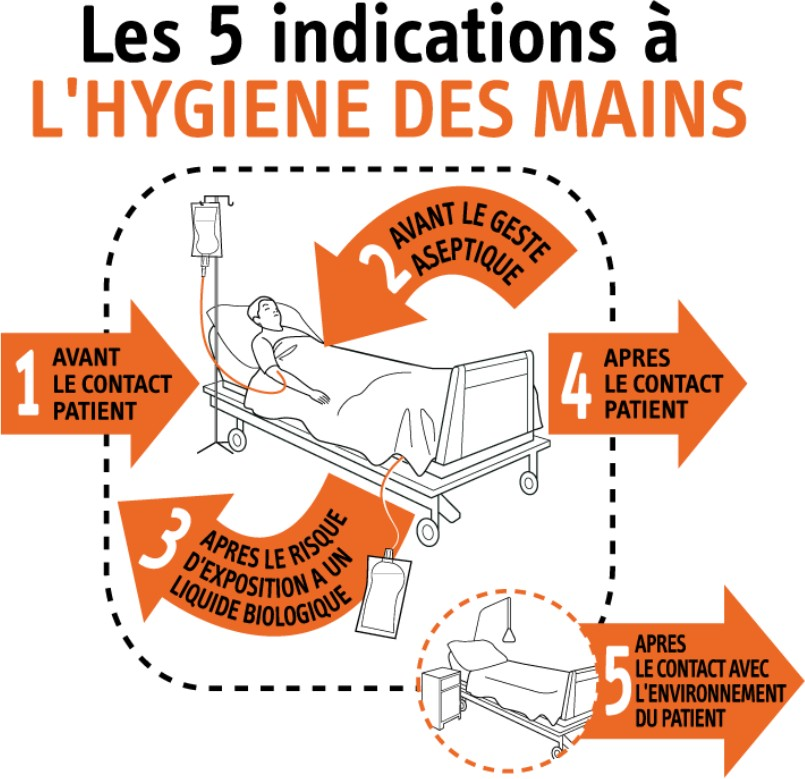 Les 5 indications à
L'HYGIENE DES MAINS
1
AVANT
LE CONTACT
PATIENT
2
AVANT LE GESTE
ASEPTIQUE
3
APRES LE RISQUE
D'EXPOSITION A UN
LIQUIDE BIOLOGIQUE
4
APRES
LE CONTACT
PATIENT
5
APRES
LE CONTACT AVEC
L'ENVIRONNEMENT
DU PATIENT